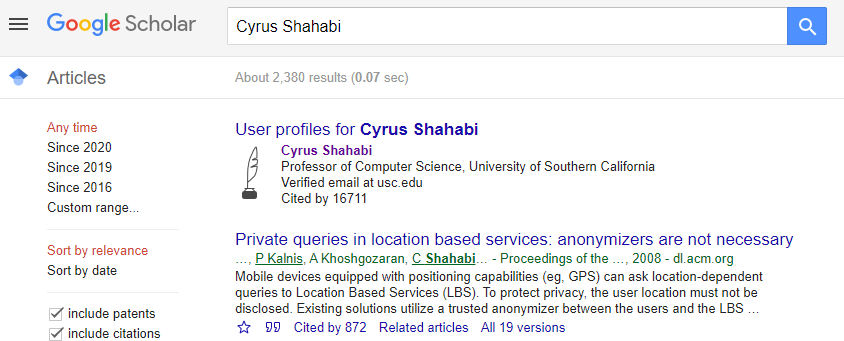 Google Scholar
Cyrus Shahabi
Articles
About 2,380 results (0.07 sec)
Any time
Since 2020
Since 2019
Since 2016
Custom range...
Sort by relevance
Sort by date
include patents
include citations
User profiles for Cyrus Shahabi
Cyrus Shahabi
Professor of Computer Science, University of Southern California
Verified email at usc.edu
Cited by 16711
Private queries in location based services: anonymizers are not necessary
…, P Kalnis, A Khoshgozaran, C Shahabi… - Proceedings of the …, 2008 - dl.acm.org
Mobile devices equipped with positioning capabilities (eg, GPS) can ask location-dependent
queries to Location Based Services (LBS). To protect privacy, the user location must not be
disclosed. Existing solutions utilize a trusted anonymizer between the users and the LBS …
Cited by 872 Related articles All 19 versions